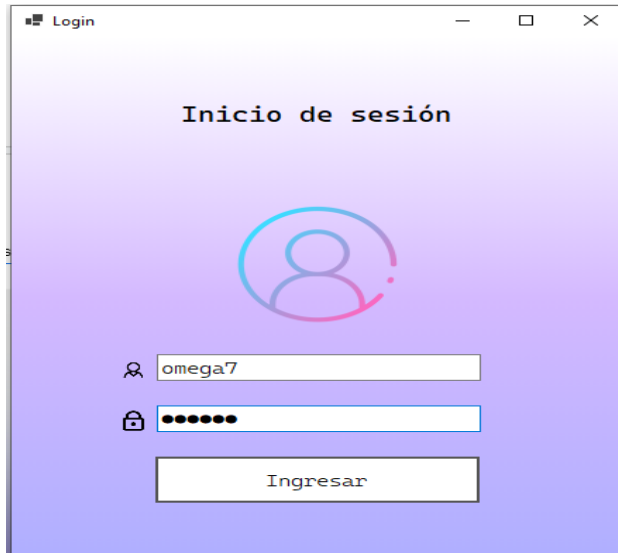 Login
Inicio de sesión
omega7
●●●●●●
Ingresar